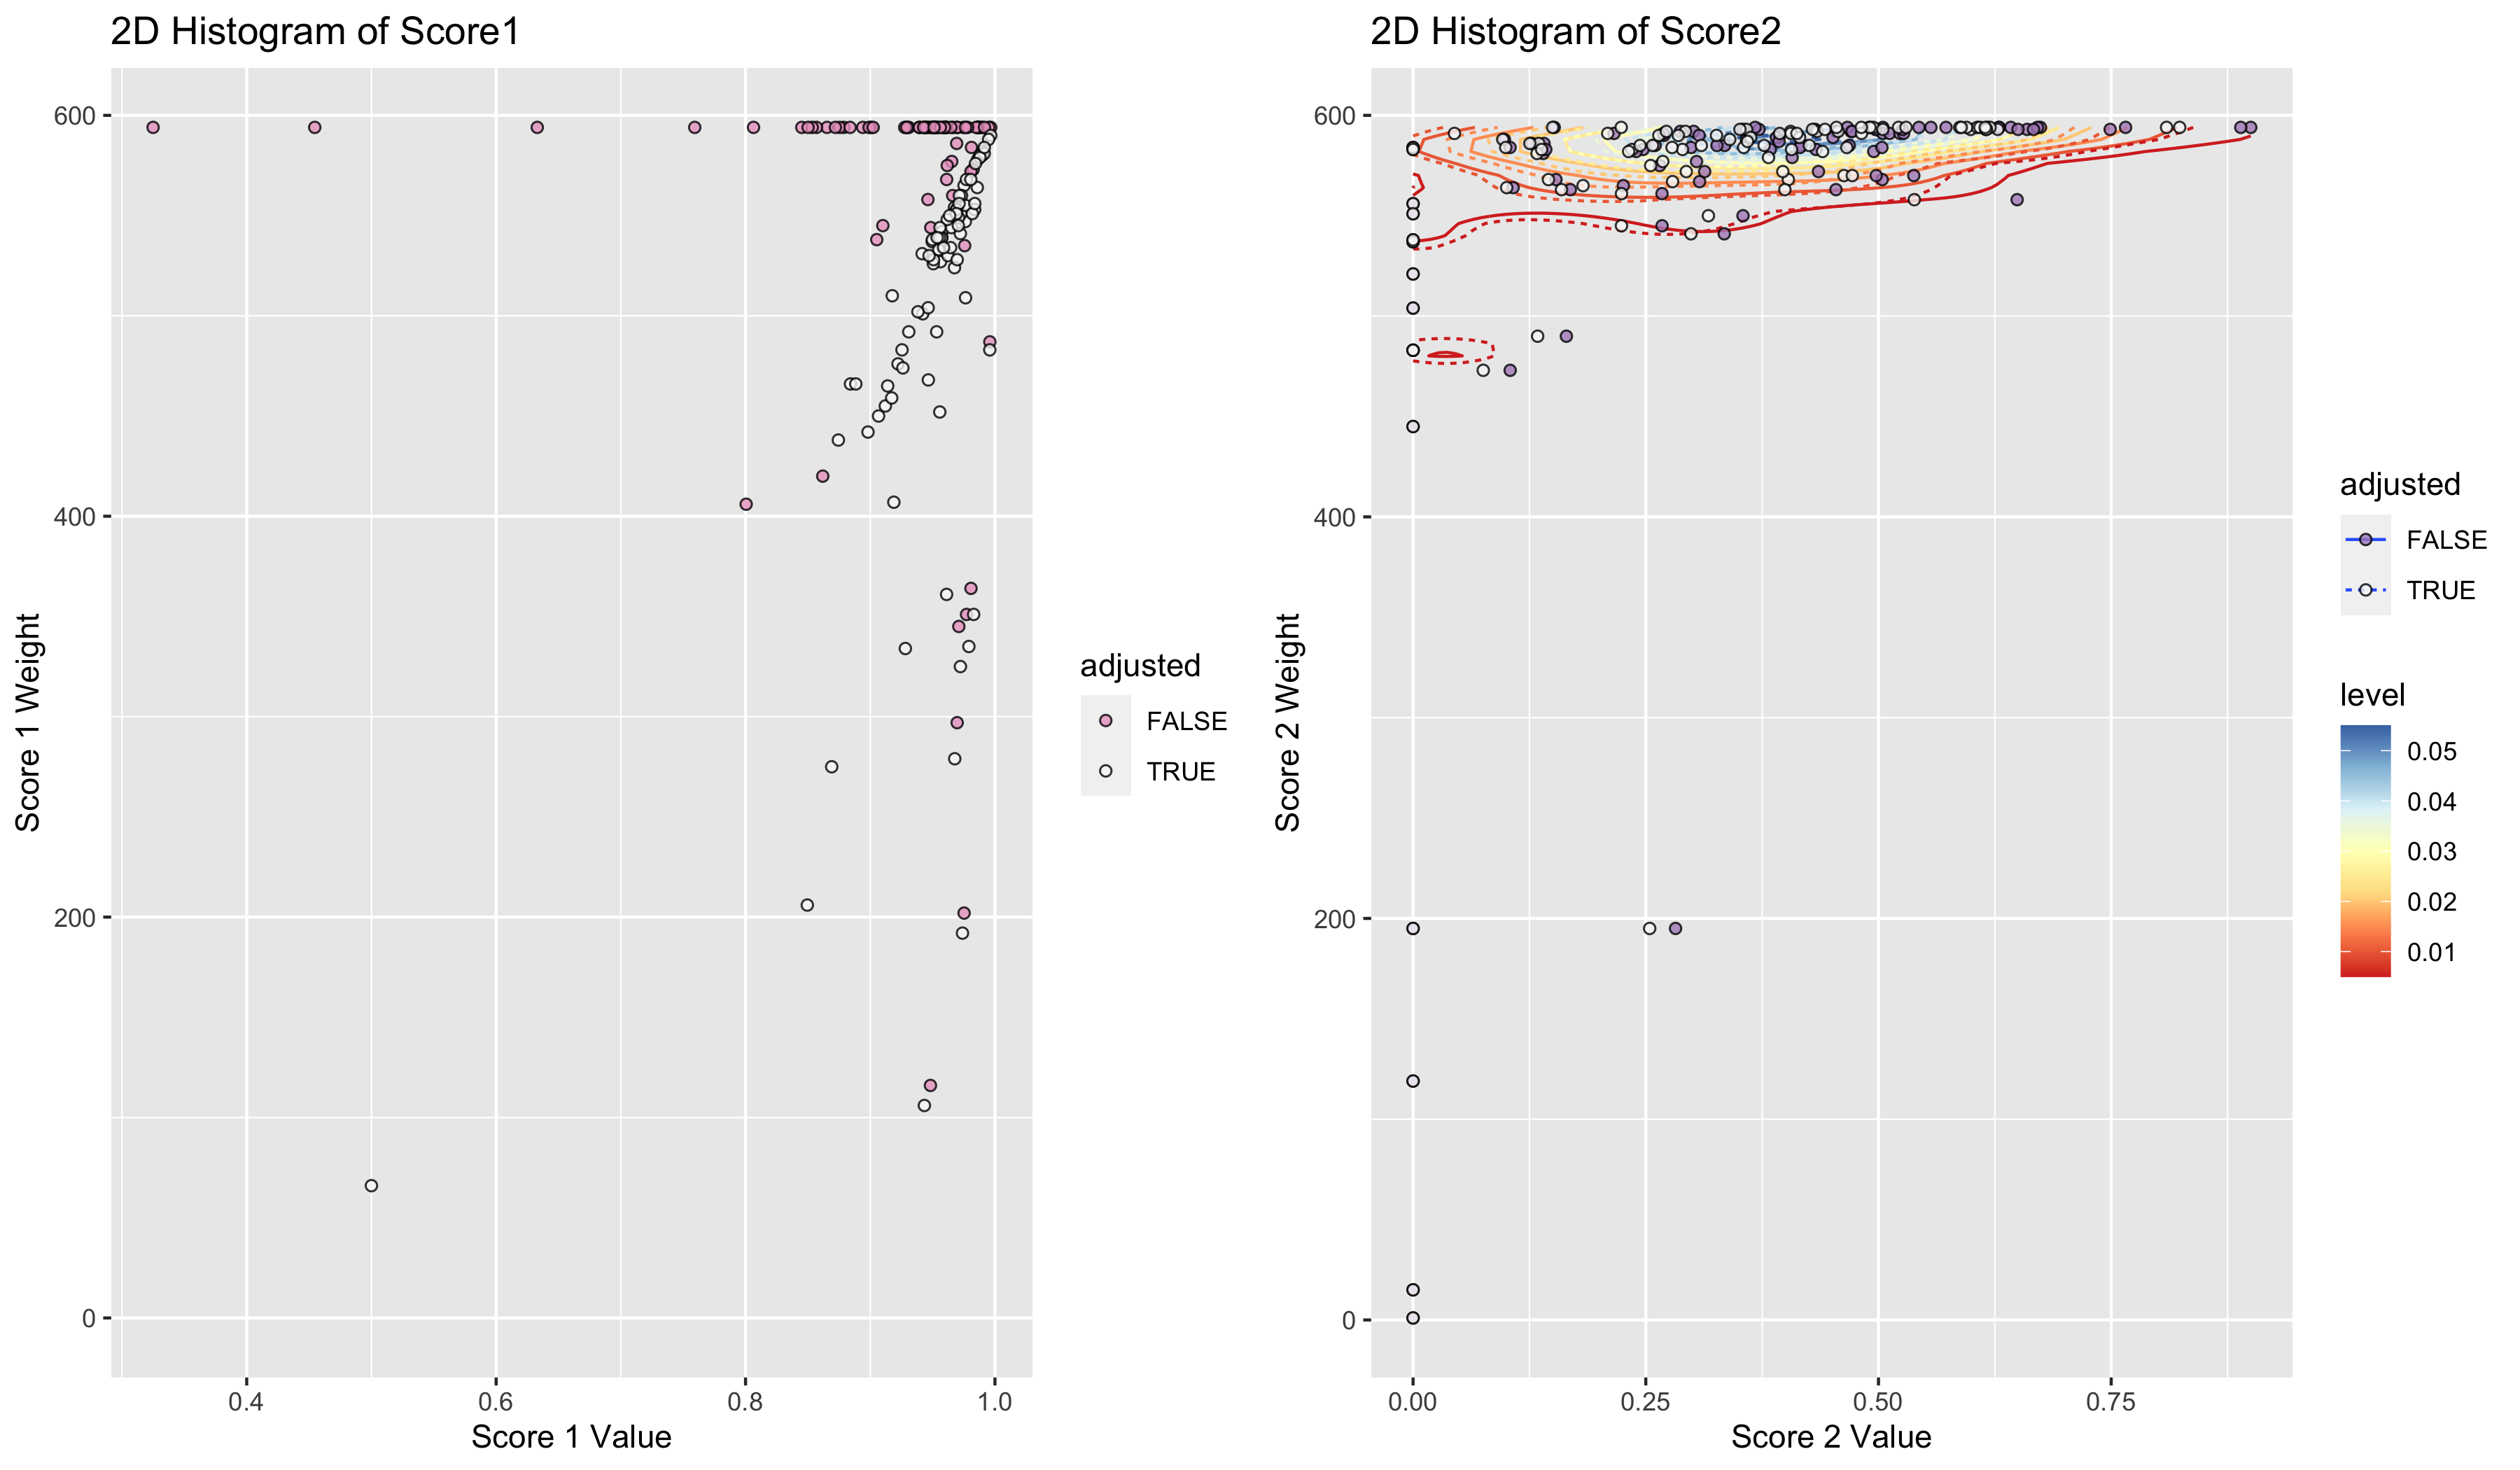 2D Histogram of Score1
600
400
200
0
Score 1 Weight
0.4 0.6 0.8 1.0
Score 1 Value
adjusted
FALSE
TRUE
2D Histogram of Score2
600
400
200
0
Score 2 Weight
0.00 0.25 0.50 0.75
Score 2 Value
adjusted
FALSE
TRUE
level
0.05
0.04
0.03
0.02
0.01